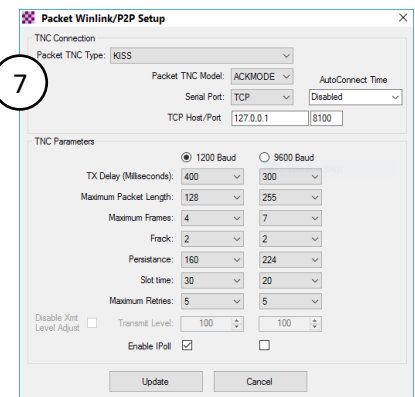 Packet Winlink/P2P Setup
TNC Connection
Packet TNC Type: KISS
7
Packet TNC Model: ACKMODE AutoConnect Time
Serial Port: TCP Disabled
TCP Host/Port 127.0.0.1 8100
TNC Parameters
1200 Baud 9600 Baud
TX Delay (Milliseconds): 400 300
Maximum Packet Length: 128 255
Maximum Frames: 4 7
Frack: 2 2
Persistance: 160 224
Slot time: 30 20
Maximum Retries: 5 5
Disable Xmt
Level Adjust Transmit Level: 100 100
Enable IPoll
Update Cancel